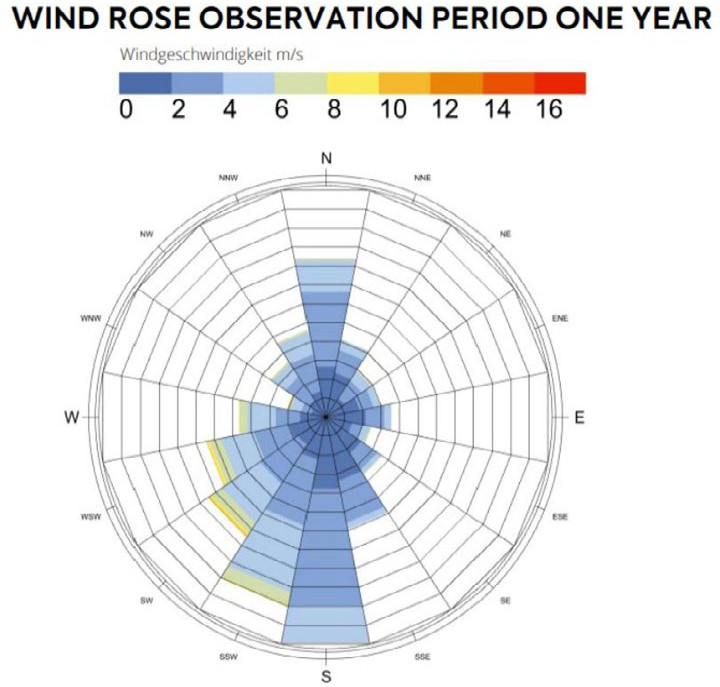 WIND ROSE OBSERVATION PERIOD ONE YEAR
Windgeschwindigkeit m/s
0 2 4 6 8 10 12 14 16
N
NNW NNE
NW NE
WNW ENE
W E
WSW ESE
SW SE
SSW SSE
S